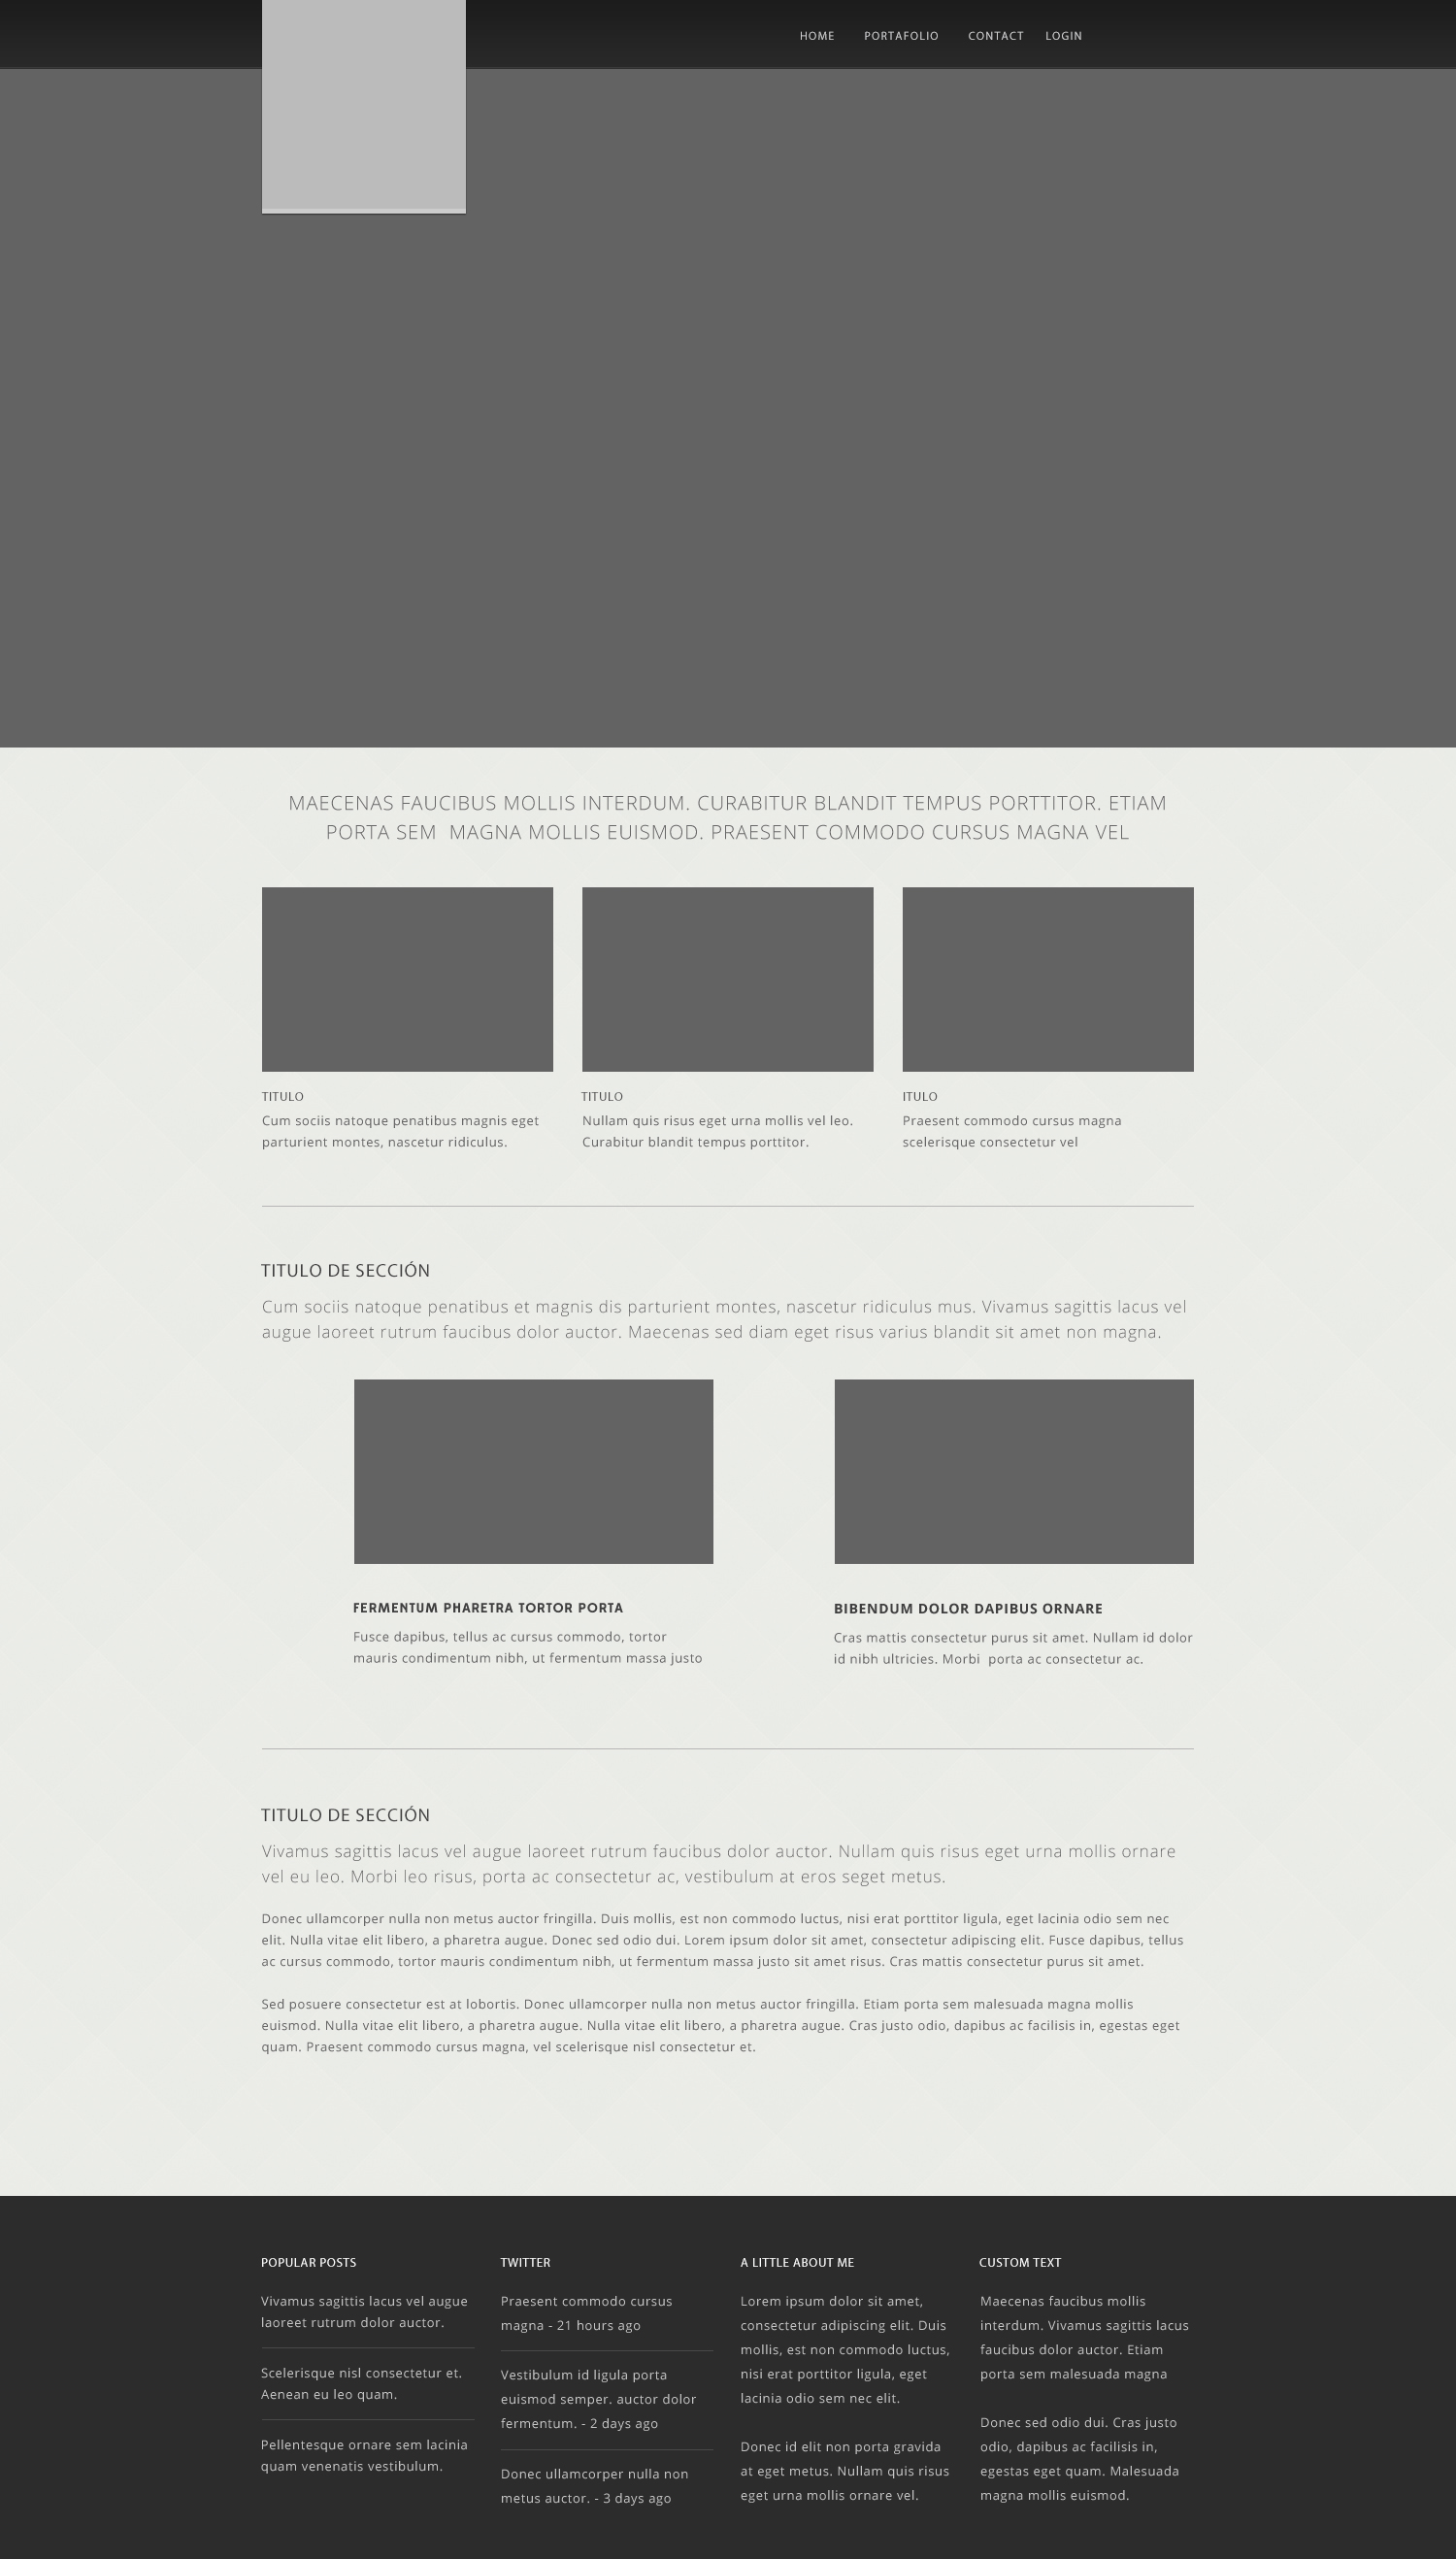 HOME PORTAFOLIO CONTACT LOGIN
MAECENAS FAUCIBUS MOLLIS INTERDUM. CURABITUR BLANDIT TEMPUS PORTTITOR. ETIAM
PORTA SEM  MAGNA MOLLIS EUISMOD. PRAESENT COMMODO CURSUS MAGNA VEL
TITULO
Cum sociis natoque penatibus magnis eget
parturient montes, nascetur ridiculus.
TITULO
Nullam quis risus eget urna mollis vel leo.
Curabitur blandit tempus porttitor.
ITULO
Praesent commodo cursus magna
scelerisque consectetur vel
TITULO DE SECCIÓN
Cum sociis natoque penatibus et magnis dis parturient montes, nascetur ridiculus mus. Vivamus sagittis lacus vel
augue laoreet rutrum faucibus dolor auctor. Maecenas sed diam eget risus varius blandit sit amet non magna.
FERMENTUM PHARETRA TORTOR PORTA
Fusce dapibus, tellus ac cursus commodo, tortor
mauris condimentum nibh, ut fermentum massa justo
BIBENDUM DOLOR DAPIBUS ORNARE
Cras mattis consectetur purus sit amet. Nullam id dolor
id nibh ultricies. Morbi  porta ac consectetur ac.
TITULO DE SECCIÓN
Vivamus sagittis lacus vel augue laoreet rutrum faucibus dolor auctor. Nullam quis risus eget urna mollis ornare
vel eu leo. Morbi leo risus, porta ac consectetur ac, vestibulum at eros seget metus.
Donec ullamcorper nulla non metus auctor fringilla. Duis mollis, est non commodo luctus, nisi erat porttitor ligula, eget lacinia odio sem nec
elit. Nulla vitae elit libero, a pharetra augue. Donec sed odio dui. Lorem ipsum dolor sit amet, consectetur adipiscing elit. Fusce dapibus, tellus
ac cursus commodo, tortor mauris condimentum nibh, ut fermentum massa justo sit amet risus. Cras mattis consectetur purus sit amet.
Sed posuere consectetur est at lobortis. Donec ullamcorper nulla non metus auctor fringilla. Etiam porta sem malesuada magna mollis
euismod. Nulla vitae elit libero, a pharetra augue. Nulla vitae elit libero, a pharetra augue. Cras justo odio, dapibus ac facilisis in, egestas eget
quam. Praesent commodo cursus magna, vel scelerisque nisl consectetur et.
POPULAR POSTS
Vivamus sagittis lacus vel augue
laoreet rutrum dolor auctor.
Scelerisque nisl consectetur et.
Aenean eu leo quam.
Pellentesque ornare sem lacinia
quam venenatis vestibulum.
TWITTER
Praesent commodo cursus
magna - 21 hours ago
Vestibulum id ligula porta
euismod semper. auctor dolor
fermentum. - 2 days ago
Donec ullamcorper nulla non
metus auctor. - 3 days ago
A LITTLE ABOUT ME
Lorem ipsum dolor sit amet,
consectetur adipiscing elit. Duis
mollis, est non commodo luctus,
nisi erat porttitor ligula, eget
lacinia odio sem nec elit.
Donec id elit non porta gravida
at eget metus. Nullam quis risus
eget urna mollis ornare vel.
CUSTOM TEXT
Maecenas faucibus mollis
interdum. Vivamus sagittis lacus
faucibus dolor auctor. Etiam
porta sem malesuada magna
Donec sed odio dui. Cras justo
odio, dapibus ac facilisis in,
egestas eget quam. Malesuada
magna mollis euismod.